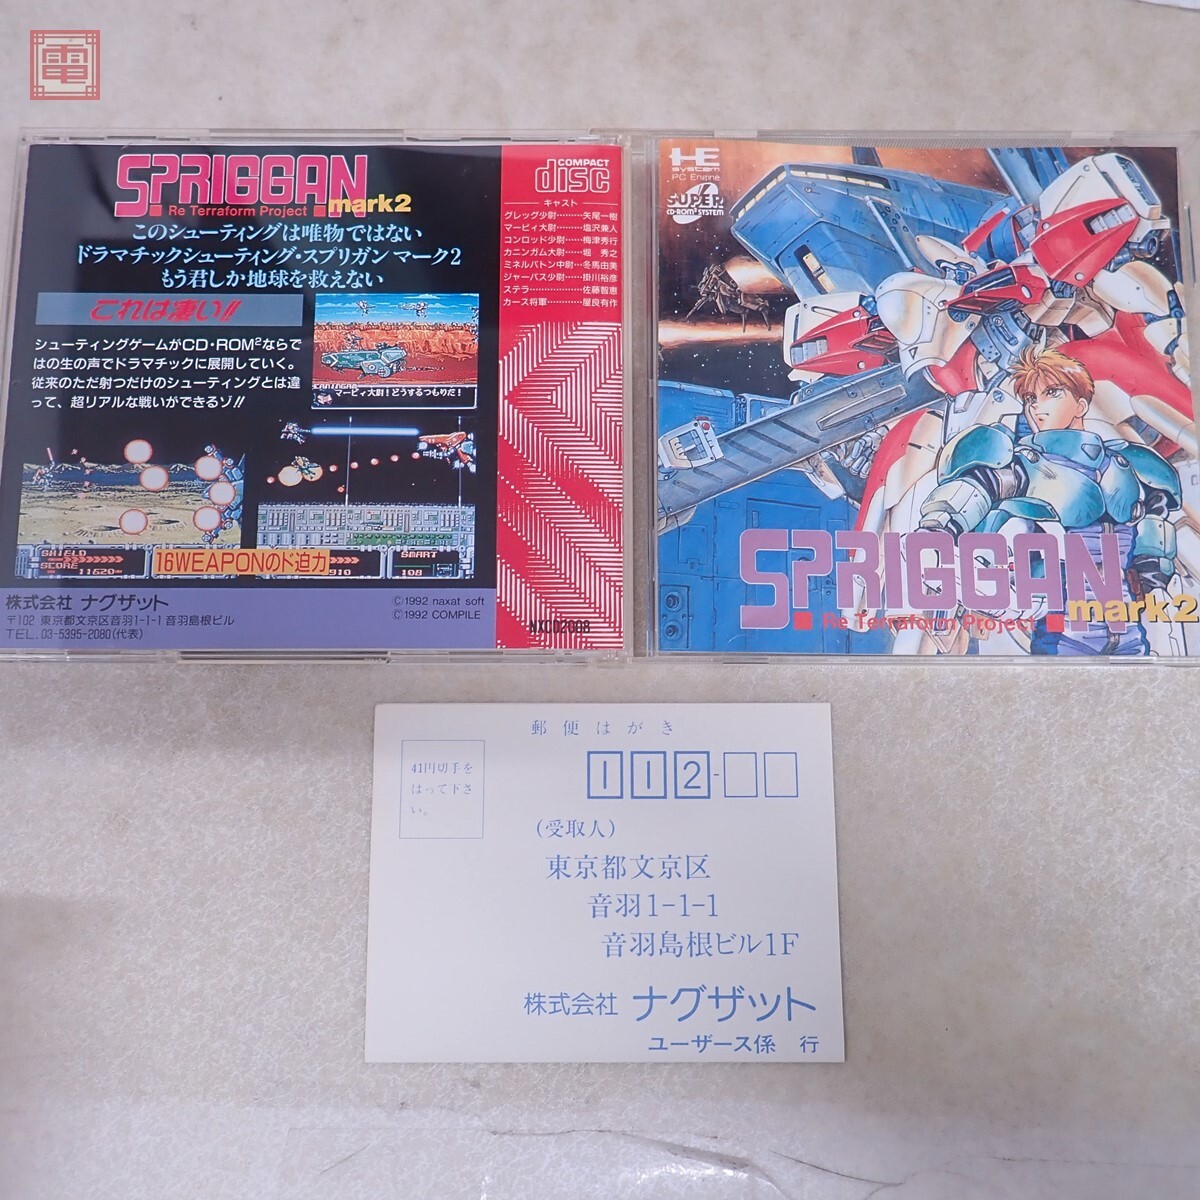 電
SPRIGGAN
Re Terraform Project
mark2
このシューティングは唯物ではない
ドラマチックシューティング・スプリガン マーク2
もう君しか地球を救えない
これは凄い!!
シューティングゲームがCD・ROM²ならで
はの生の声でドラマチックに展開していく。
従来のただ射つだけのシューティングとは違
って、超リアルな戦いができるゾ!!
CANINGAM
マーピィ大尉!どうするつもりだ!
SHIELD
SCORE
11620
16WEAPONのド迫力
910
SMART
108
株式会社 ナグザット
〒102 東京都文京区音羽1-1-1 音羽島根ビル
TEL.03-5395-2080(代表)
©1992 naxat soft
©1992 COMPILE
COMPACT
disc
キャスト
グレッグ少尉………矢尾一樹
マーピィ大尉………塩沢兼人
コンロッド少尉……梅津秀行
カニンガム大尉……堀 秀之
ミネルバトン中尉…冬馬由美
ジャーバス少尉……掛川裕彦
ステラ………………佐藤智恵
カース将軍…………屋良有作
NXCD2008
HE
system
PC Engine
SUPER
CD-ROM² SYSTEM
SPRIGGAN
Re Terraform Project
mark2
郵便はがき
41円切手を
はって下さ
い。
112-
(受取人)
東京都文京区
音羽1-1-1
音羽島根ビル1F
株式会社 ナグザット
ユーザース係 行